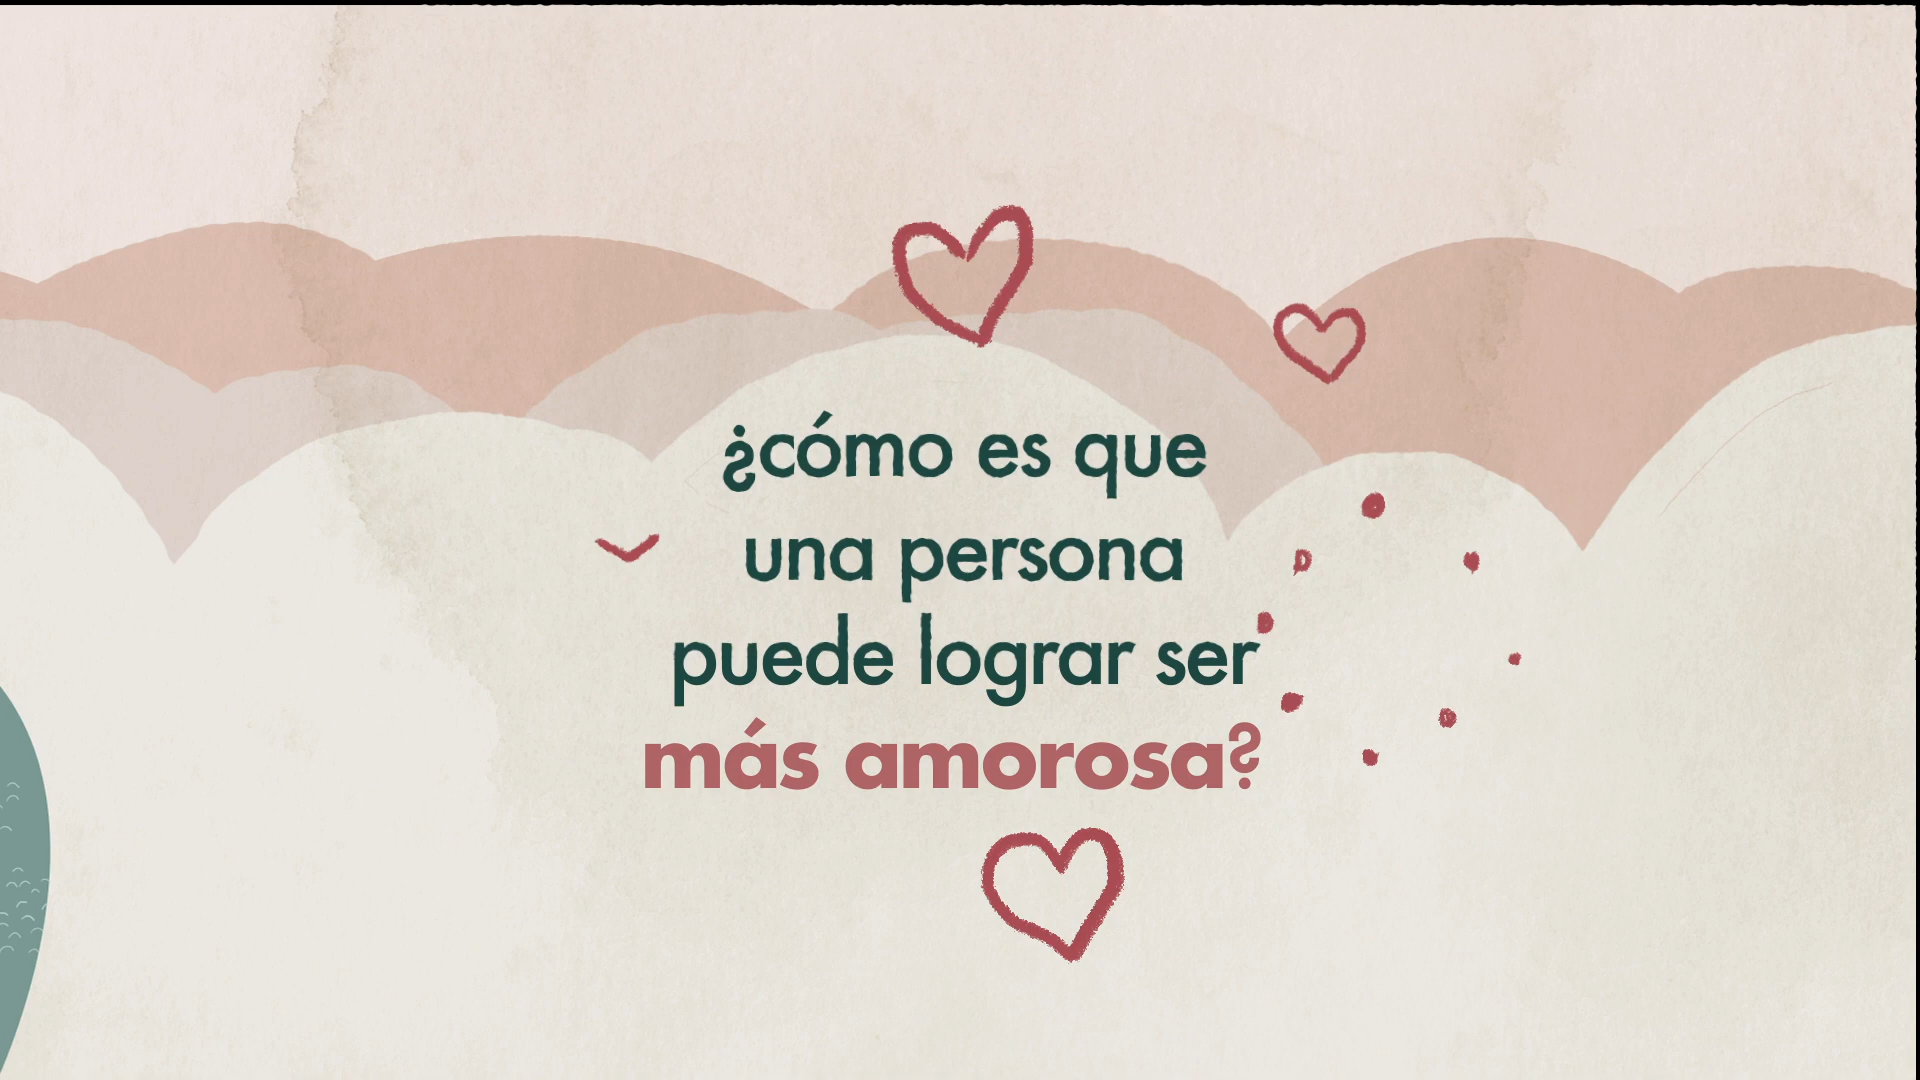 ¿cómo es que
una persona
puede lograr ser
más amorosa?